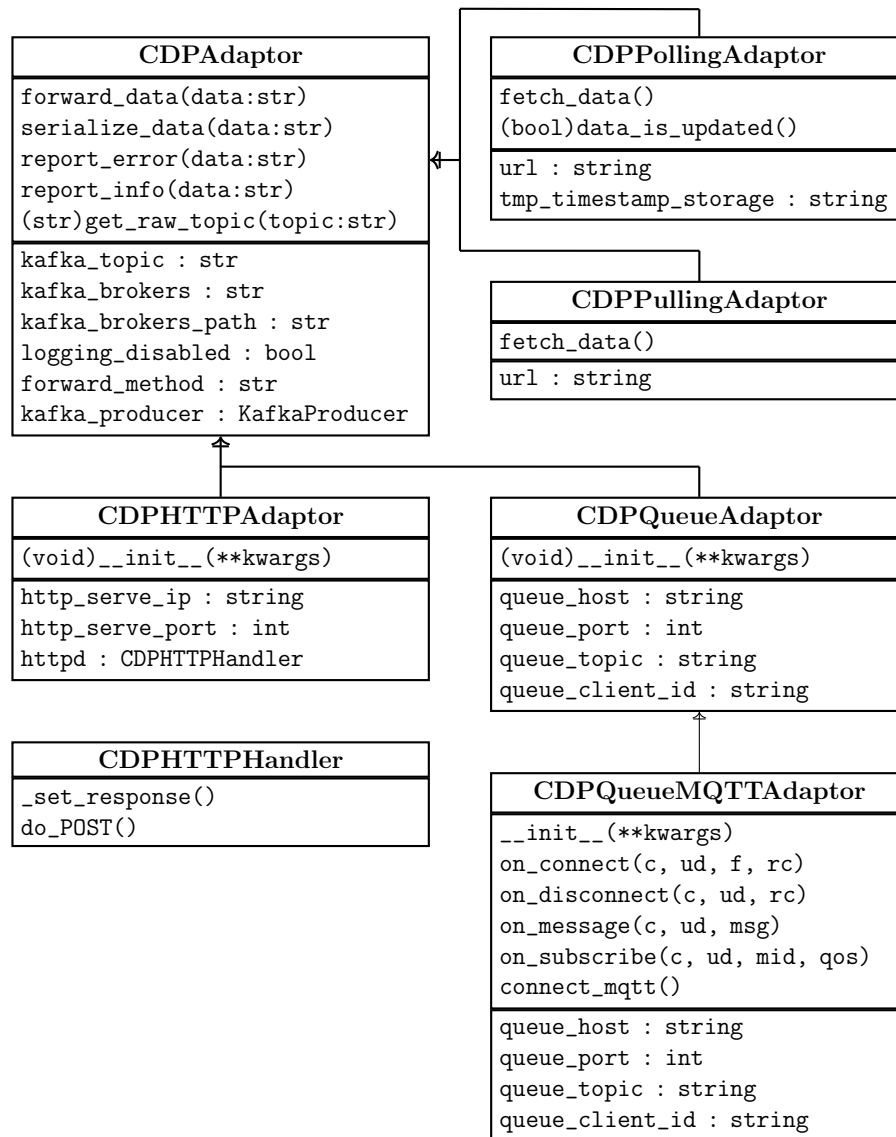 CDPAdaptor
forward_data(data:str)
serialize_data(data:str)
report_error(data:str)
report_info(data:str)
(str)get_raw_topic(topic:str)
kafka_topic : str
kafka_brokers : str
kafka_brokers_path : str
logging_disabled : bool
forward_method : str
kafka_producer : KafkaProducer
CDPPollingAdaptor
fetch_data()
(bool)data_is_updated()
url : string
tmp_timestamp_storage : string
CDPPullingAdaptor
fetch_data()
url : string
CDPHTTPAdaptor
(void)__init__(**kwargs)
http_serve_ip : string
http_serve_port : int
httpd : CDPHTTPHandler
CDPQueueAdaptor
(void)__init__(**kwargs)
queue_host : string
queue_port : int
queue_topic : string
queue_client_id : string
CDPHTTPHandler
_set_response()
do_POST()
CDPQueueMQTTAdaptor
__init__(**kwargs)
on_connect(c, ud, f, rc)
on_disconnect(c, ud, rc)
on_message(c, ud, msg)
on_subscribe(c, ud, mid, qos)
connect_mqtt()
queue_host : string
queue_port : int
queue_topic : string
queue_client_id : string